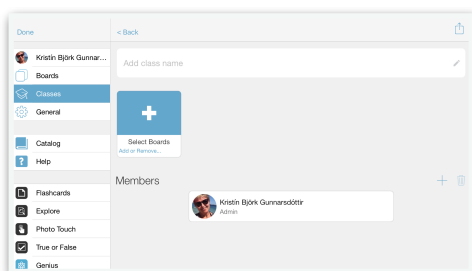 Done
Kristín Björk Gunnar...
Boards
Classes
General
Catalog
? Help
Flashcards
Explore
Photo Touch
True or False
Genius
< Back
Add class name
Select Boards
Add or Remove...
Members
Kristín Björk Gunnarsdóttir
Admin